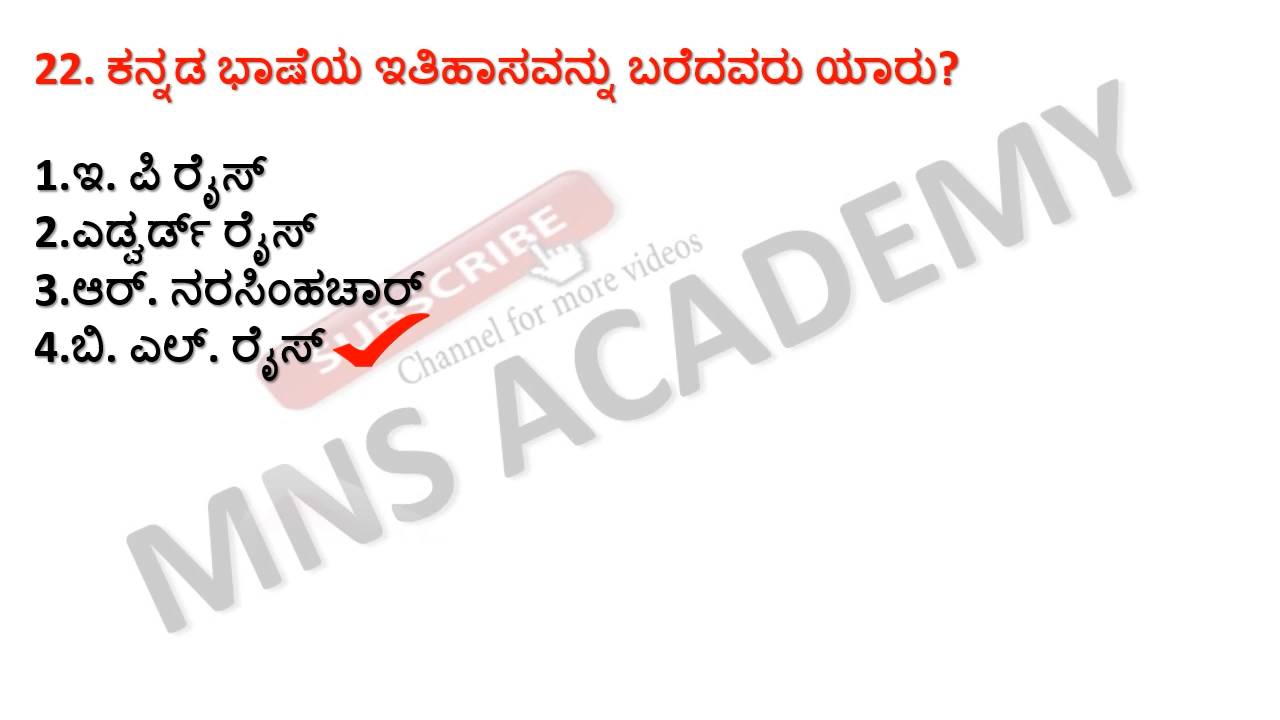 22. ಕನ್ನಡ ಭಾಷೆಯ ಇತಿಹಾಸವನ್ನು ಬರೆದವರು ಯಾರು?
1.ಇ. ಪಿ ರೈಸ್
2.ಎಡ್ವರ್ಡ್ ರೈಸ್
3.ಆರ್. ನರಸಿಂಹಚಾರ್
4.ಬಿ. ಎಲ್. ರೈಸ್
SUBSCRIBE
Channel for more videos
MNS ACADEMY